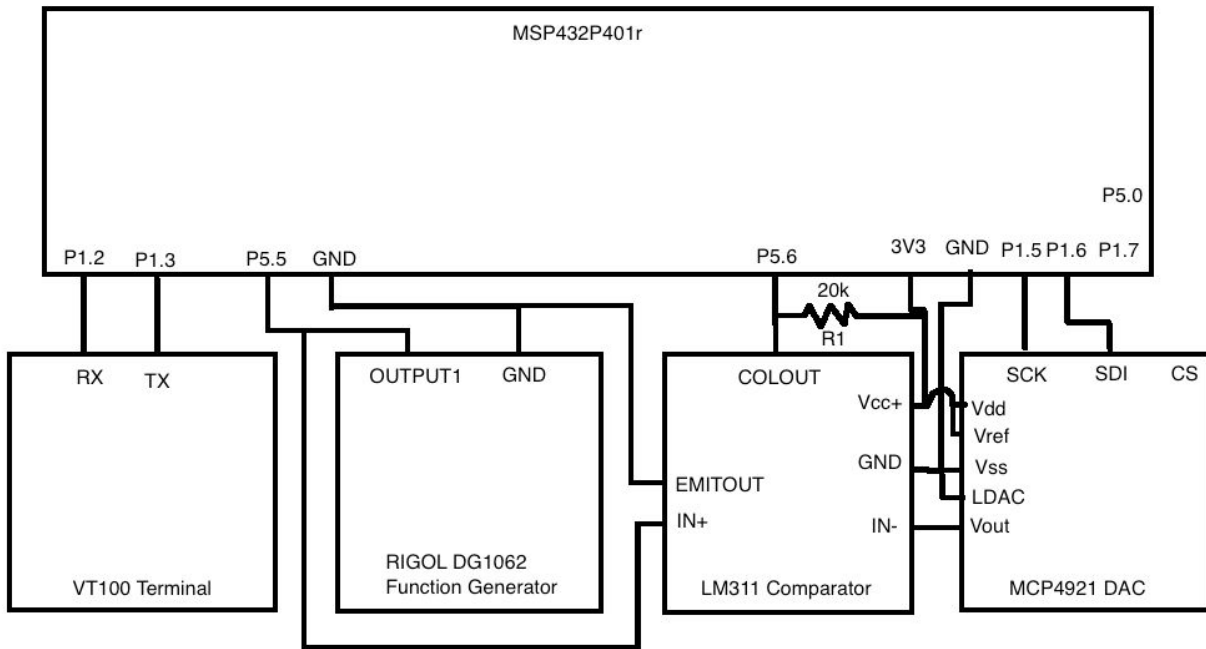 MSP432P401r
P5.0
P1.2 P1.3 P5.5 GND P5.6 3V3 GND P1.5 P1.6 P1.7
20k
R1
RX TX
VT100 Terminal
OUTPUT1 GND
RIGOL DG1062
Function Generator
COLOUT
Vcc+
GND
EMITOUT
IN+
IN-
LM311 Comparator
SCK SDI CS
Vdd
Vref
Vss
LDAC
Vout
MCP4921 DAC